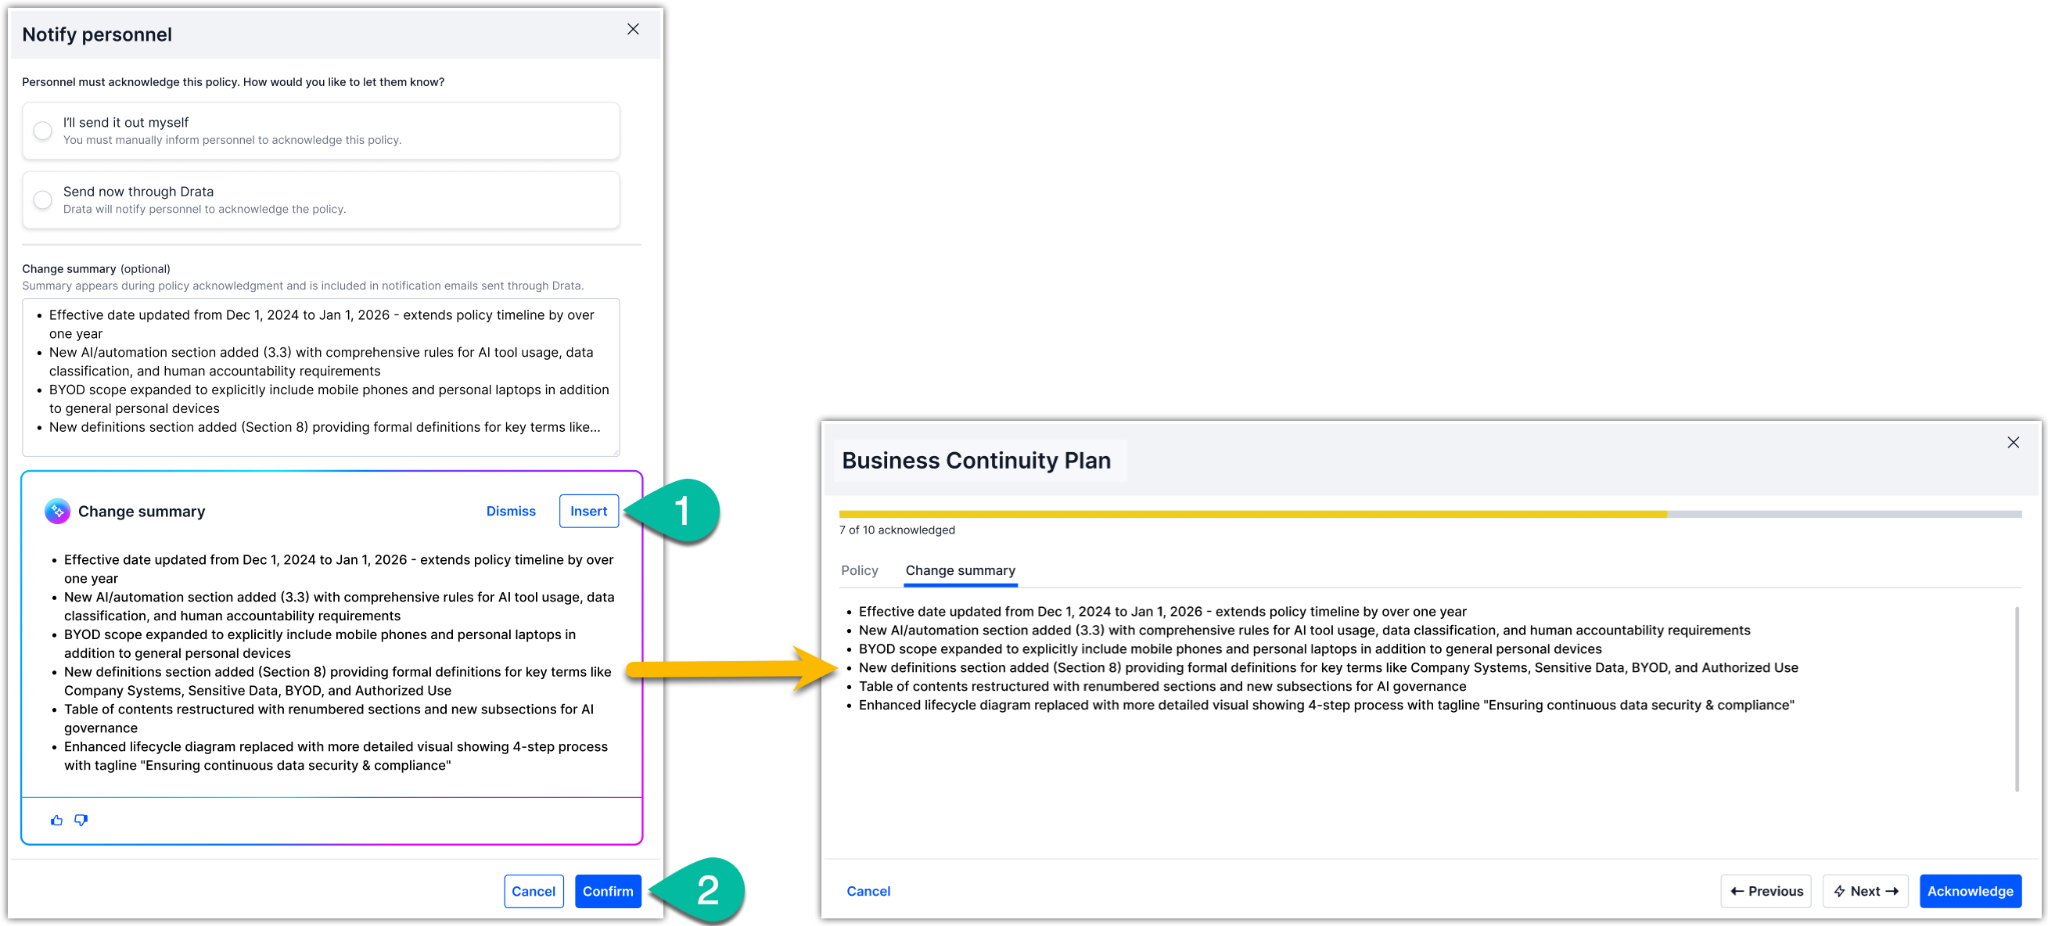 Notify personnel
Personnel must acknowledge this policy. How would you like to let them know?
I'll send it out myself
You must manually inform personnel to acknowledge this policy.
Send now through Drata
Drata will notify personnel to acknowledge the policy.
Change summary (optional)
Summary appears during policy acknowledgment and is included in notification emails sent through Drata.
• Effective date updated from Dec 1, 2024 to Jan 1, 2026 - extends policy timeline by over
one year
• New AI/automation section added (3.3) with comprehensive rules for AI tool usage, data
classification, and human accountability requirements
• BYOD scope expanded to explicitly include mobile phones and personal laptops in addition
to general personal devices
• New definitions section added (Section 8) providing formal definitions for key terms like...
Change summary
Dismiss
Insert
1
• Effective date updated from Dec 1, 2024 to Jan 1, 2026 - extends policy timeline by over
one year
• New AI/automation section added (3.3) with comprehensive rules for AI tool usage, data
classification, and human accountability requirements
• BYOD scope expanded to explicitly include mobile phones and personal laptops in
addition to general personal devices
• New definitions section added (Section 8) providing formal definitions for key terms like
Company Systems, Sensitive Data, BYOD, and Authorized Use
• Table of contents restructured with renumbered sections and new subsections for AI
governance
• Enhanced lifecycle diagram replaced with more detailed visual showing 4-step process
with tagline "Ensuring continuous data security & compliance"
Cancel
Confirm
2
Business Continuity Plan
7 of 10 acknowledged
Policy
Change summary
• Effective date updated from Dec 1, 2024 to Jan 1, 2026 - extends policy timeline by over one year
• New AI/automation section added (3.3) with comprehensive rules for AI tool usage, data classification, and human accountability requirements
• BYOD scope expanded to explicitly include mobile phones and personal laptops in addition to general personal devices
• New definitions section added (Section 8) providing formal definitions for key terms like Company Systems, Sensitive Data, BYOD, and Authorized Use
• Table of contents restructured with renumbered sections and new subsections for AI governance
• Enhanced lifecycle diagram replaced with more detailed visual showing 4-step process with tagline "Ensuring continuous data security & compliance"
Cancel
← Previous
Next →
Acknowledge